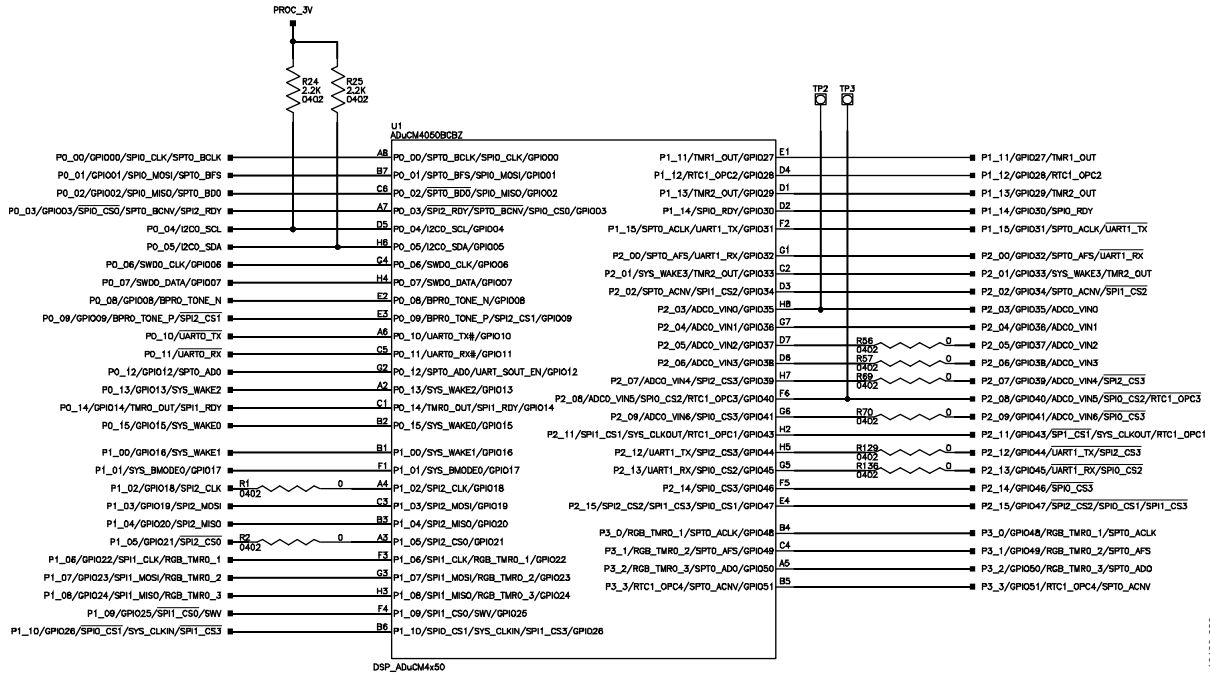 PROC_3V
R24
2.2K
0402
R25
2.2K
0402
TP2
TP3
U1
ADuCM4050BCBZ
P0_00/GPIO00/SPI0_CLK/SPT0_BCLK A8 P0_00/SPT0_BCLK/SPI0_CLK/GPIO00
P0_01/GPIO01/SPI0_MOSI/SPT0_BFS B7 P0_01/SPT0_BFS/SPI0_MOSI/GPIO01
P0_02/GPIO02/SPI0_MISO/SPT0_BD0 C6 P0_02/SPT0_BD0/SPI0_MISO/GPIO02
P0_03/GPIO03/SPI0_CS0/SPT0_BCNV/SPI2_RDY A7 P0_03/SPI2_RDY/SPT0_BCNV/SPI0_CS0/GPIO03
P0_04/I2C0_SCL D5 P0_04/I2C0_SCL/GPIO04
P0_05/I2C0_SDA H6 P0_05/I2C0_SDA/GPIO05
P0_06/SWD0_CLK/GPIO06 G4 P0_06/SWD0_CLK/GPIO06
P0_07/SWD0_DATA/GPIO07 H4 P0_07/SWD0_DATA/GPIO07
P0_08/GPIO08/BPR0_TONE_N E2 P0_08/BPR0_TONE_N/GPIO08
P0_09/GPIO09/BPR0_TONE_P/SPI2_CS1 E3 P0_09/BPR0_TONE_P/SPI2_CS1/GPIO09
P0_10/UART0_TX A6 P0_10/UART0_TX#/GPIO10
P0_11/UART0_RX C5 P0_11/UART0_RX#/GPIO11
P0_12/GPIO12/SPT0_AD0 G2 P0_12/SPT0_AD0/UART_SOUT_EN/GPIO12
P0_13/GPIO13/SYS_WAKE2 A2 P0_13/SYS_WAKE2/GPIO13
P0_14/GPIO14/TMR0_OUT/SPI1_RDY C1 P0_14/TMR0_OUT/SPI1_RDY/GPIO14
P0_15/GPIO15/SYS_WAKE0 B2 P0_15/SYS_WAKE0/GPIO15
P1_00/GPIO16/SYS_WAKE1 B1 P1_00/SYS_WAKE1/GPIO16
P1_01/SYS_BMODE0/GPIO17 F1 P1_01/SYS_BMODE0/GPIO17
P1_02/GPIO18/SPI2_CLK R1 0 0402 A4 P1_02/SPI2_CLK/GPIO18
P1_03/GPIO19/SPI2_MOSI C3 P1_03/SPI2_MOSI/GPIO19
P1_04/GPIO20/SPI2_MISO B3 P1_04/SPI2_MISO/GPIO20
P1_05/GPIO21/SPI2_CS0 R2 0 0402 A3 P1_05/SPI2_CS0/GPIO21
P1_06/GPIO22/SPI1_CLK/RGB_TMR0_1 F3 P1_06/SPI1_CLK/RGB_TMR0_1/GPIO22
P1_07/GPIO23/SPI1_MOSI/RGB_TMR0_2 G3 P1_07/SPI1_MOSI/RGB_TMR0_2/GPIO23
P1_08/GPIO24/SPI1_MISO/RGB_TMR0_3 H3 P1_08/SPI1_MISO/RGB_TMR0_3/GPIO24
P1_09/GPIO25/SPI1_CS0/SWV F4 P1_09/SPI1_CS0/SWV/GPIO25
P1_10/GPIO26/SPI0_CS1/SYS_CLKIN/SPI1_CS3 B6 P1_10/SPI0_CS1/SYS_CLKIN/SPI1_CS3/GPIO26
P1_11/TMR1_OUT/GPIO27 E1 P1_11/GPIO27/TMR1_OUT
P1_12/RTC1_OPC2/GPIO28 D4 P1_12/GPIO28/RTC1_OPC2
P1_13/TMR2_OUT/GPIO29 D1 P1_13/GPIO29/TMR2_OUT
P1_14/SPI0_RDY/GPIO30 D2 P1_14/GPIO30/SPI0_RDY
P1_15/SPT0_ACLK/UART1_TX/GPIO31 F2 P1_15/GPIO31/SPT0_ACLK/UART1_TX
P2_00/SPT0_AFS/UART1_RX/GPIO32 G1 P2_00/GPIO32/SPT0_AFS/UART1_RX
P2_01/SYS_WAKE3/TMR2_OUT/GPIO33 C2 P2_01/GPIO33/SYS_WAKE3/TMR2_OUT
P2_02/SPT0_ACNV/SPI1_CS2/GPIO34 D3 P2_02/GPIO34/SPT0_ACNV/SPI1_CS2
P2_03/ADC0_VIN0/GPIO35 H8 P2_03/GPIO35/ADC0_VIN0
P2_04/ADC0_VIN1/GPIO36 G7 P2_04/GPIO36/ADC0_VIN1
P2_05/ADC0_VIN2/GPIO37 D7 R56 0 0402 P2_05/GPIO37/ADC0_VIN2
P2_06/ADC0_VIN3/GPIO38 D8 R57 0 0402 P2_06/GPIO38/ADC0_VIN3
P2_07/ADC0_VIN4/SPI2_CS3/GPIO39 H7 R69 0 0402 P2_07/GPIO39/ADC0_VIN4/SPI2_CS3
P2_08/ADC0_VIN5/SPI0_CS2/RTC1_OPC3/GPIO40 F6 P2_08/GPIO40/ADC0_VIN5/SPI0_CS2/RTC1_OPC3
P2_09/ADC0_VIN6/SPI0_CS3/GPIO41 G6 R70 0 0402 P2_09/GPIO41/ADC0_VIN6/SPI0_CS3
P2_11/SPI1_CS1/SYS_CLKOUT/RTC1_OPC1/GPIO43 H2 P2_11/GPIO43/SP1_CS1/SYS_CLKOUT/RTC1_OPC1
P2_12/UART1_TX/SPI2_CS3/GPIO44 H5 R129 0 0402 P2_12/GPIO44/UART1_TX/SPI2_CS3
P2_13/UART1_RX/SPI0_CS2/GPIO45 G5 R136 0 0402 P2_13/GPIO45/UART1_RX/SPI0_CS2
P2_14/SPI0_CS3/GPIO46 F5 P2_14/GPIO46/SPI0_CS3
P2_15/SPI2_CS2/SPI1_CS3/SPI0_CS1/GPIO47 E4 P2_15/GPIO47/SPI2_CS2/SPI0_CS1/SPI1_CS3
P3_0/RGB_TMR0_1/SPT0_ACLK/GPIO48 B4 P3_0/GPIO48/RGB_TMR0_1/SPT0_ACLK
P3_1/RGB_TMR0_2/SPT0_AFS/GPIO49 C4 P3_1/GPIO49/RGB_TMR0_2/SPT0_AFS
P3_2/RGB_TMR0_3/SPT0_AD0/GPIO50 A5 P3_2/GPIO50/RGB_TMR0_3/SPT0_AD0
P3_3/RTC1_OPC4/SPT0_ACNV/GPIO51 B5 P3_3/GPIO51/RTC1_OPC4/SPT0_ACNV
DSP_ADuCM4x50